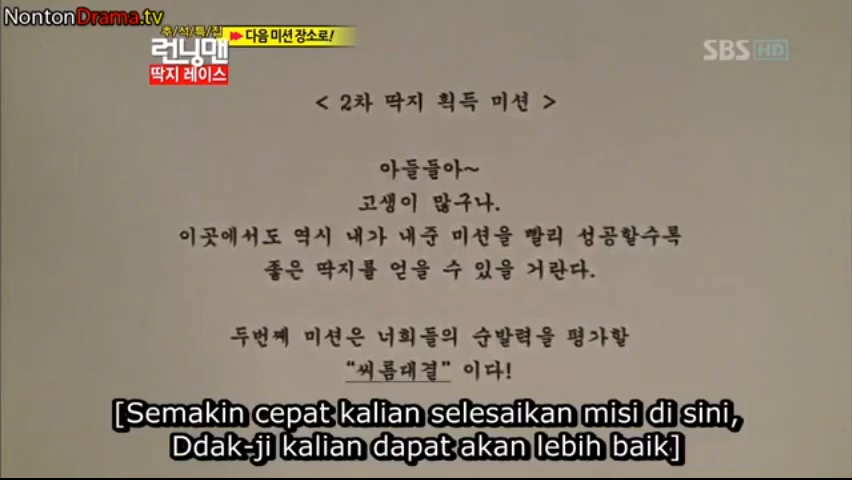 NontonDrama.tv
추/석/특/집
런닝맨
딱지 레이스
다음 미션 장소로!
SBS HD
< 2차 딱지 획득 미션 >
아들들아~
고생이 많구나.
이곳에서도 역시 내가 내준 미션을 빨리 성공할수록
좋은 딱지를 얻을 수 있을 거란다.
두번째 미션은 너희들의 순발력을 평가할
“씨름대결” 이다!
[Semakin cepat kalian selesaikan misi di sini,
Ddak-ji kalian dapat akan lebih baik]